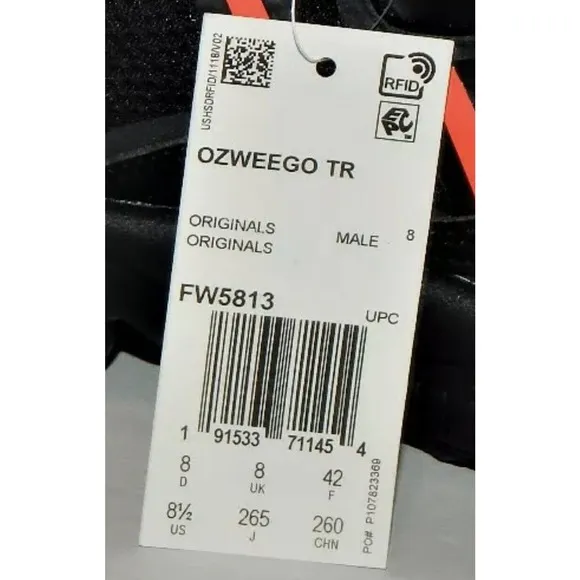 USHSDRFID/1118/V02
RFID
EPC™
OZWEEGO TR
ORIGINALS
ORIGINALS
MALE 8
FW5813
UPC
1 91533 71145 4
8 8 42
D UK F
8½ 265 260
US J CHN
PO# P107823369